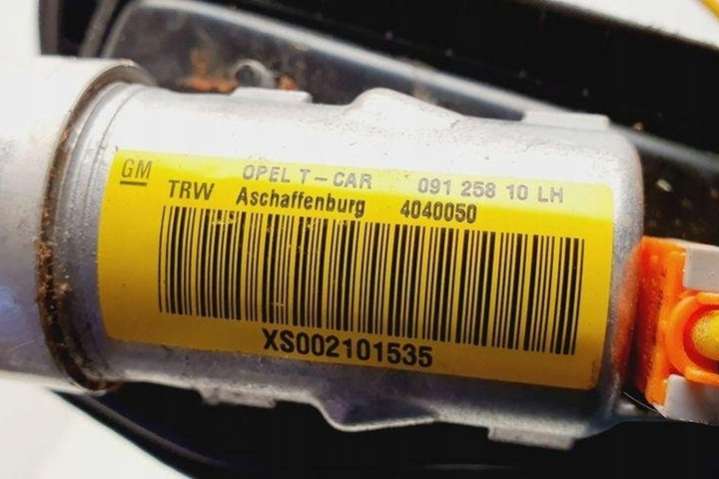 GM OPEL T-CAR 091 258 10 LH
TRW Aschaffenburg 4040050
XS002101535